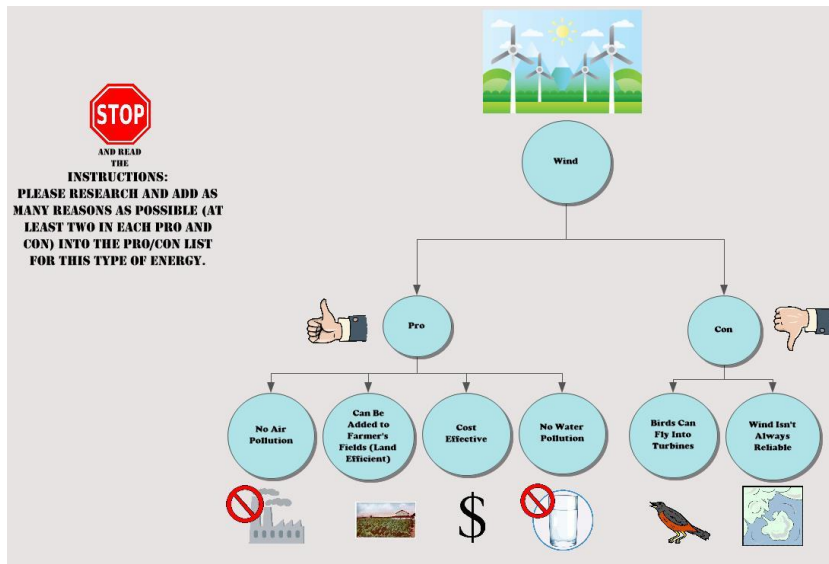 STOP
AND READ
THE
INSTRUCTIONS:
PLEASE RESEARCH AND ADD AS
MANY REASONS AS POSSIBLE (AT
LEAST TWO IN EACH PRO AND
CON) INTO THE PRO/CON LIST
FOR THIS TYPE OF ENERGY.
Wind
Pro
Con
No Air
Pollution
Can Be
Added to
Farmer's
Fields (Land
Efficient)
Cost
Effective
No Water
Pollution
Birds Can
Fly Into
Turbines
Wind Isn't
Always
Reliable
$